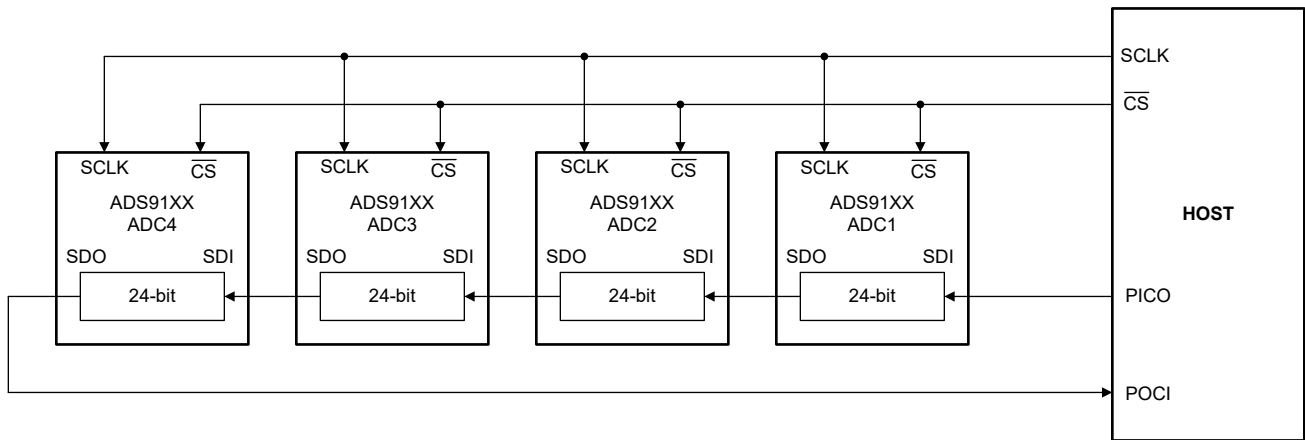 SCLK
CS
HOST
PICO
POCI
SCLK CS
ADS91XX
ADC4
SDO SDI
24-bit
SCLK CS
ADS91XX
ADC3
SDO SDI
24-bit
SCLK CS
ADS91XX
ADC2
SDO SDI
24-bit
SCLK CS
ADS91XX
ADC1
SDO SDI
24-bit